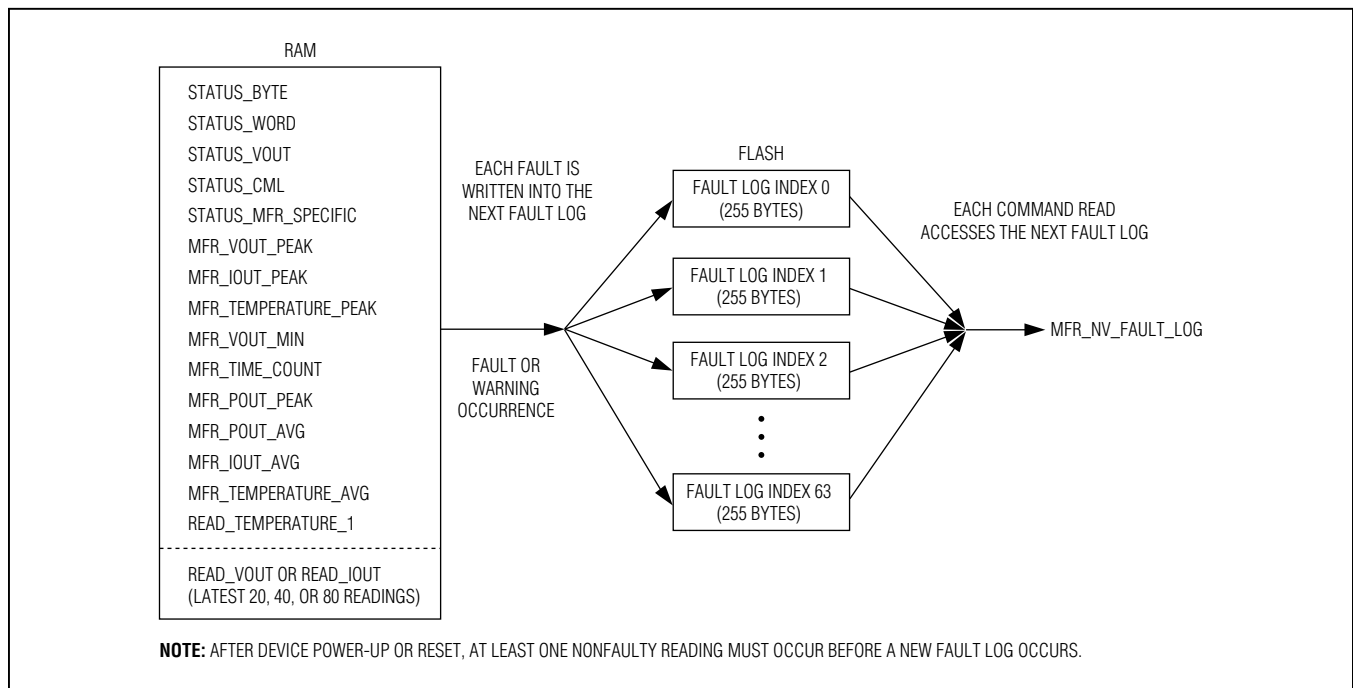 RAM
STATUS_BYTE
STATUS_WORD
STATUS_VOUT
STATUS_CML
STATUS_MFR_SPECIFIC
MFR_VOUT_PEAK
MFR_IOUT_PEAK
MFR_TEMPERATURE_PEAK
MFR_VOUT_MIN
MFR_TIME_COUNT
MFR_POUT_PEAK
MFR_POUT_AVG
MFR_IOUT_AVG
MFR_TEMPERATURE_AVG
READ_TEMPERATURE_1
READ_VOUT OR READ_IOUT
(LATEST 20, 40, OR 80 READINGS)
EACH FAULT IS
WRITTEN INTO THE
NEXT FAULT LOG
FAULT OR
WARNING
OCCURRENCE
FLASH
FAULT LOG INDEX 0
(255 BYTES)
FAULT LOG INDEX 1
(255 BYTES)
FAULT LOG INDEX 2
(255 BYTES)
FAULT LOG INDEX 63
(255 BYTES)
EACH COMMAND READ
ACCESSES THE NEXT FAULT LOG
MFR_NV_FAULT_LOG
NOTE: AFTER DEVICE POWER-UP OR RESET, AT LEAST ONE NONFAULTY READING MUST OCCUR BEFORE A NEW FAULT LOG OCCURS.